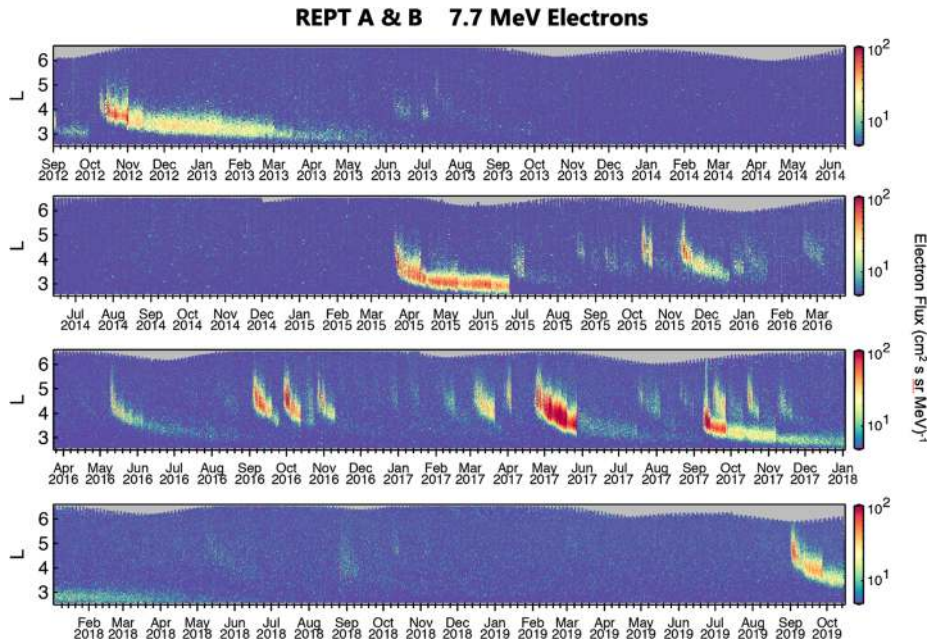 REPT A & B 7.7 MeV Electrons
6
5
4
3
L
Sep Oct Nov Dec Jan Feb Mar Apr May Jun Jul Aug Sep Oct Nov Dec Jan Feb Mar Apr May Jun
2012 2012 2012 2012 2013 2013 2013 2013 2013 2013 2013 2013 2013 2013 2013 2013 2014 2014 2014 2014 2014 2014
10²
10¹
6
5
4
3
L
Jul Aug Sep Oct Nov Dec Jan Feb Mar Apr May Jun Jul Aug Sep Oct Nov Dec Jan Feb Mar
2014 2014 2014 2014 2014 2014 2015 2015 2015 2015 2015 2015 2015 2015 2015 2015 2015 2015 2016 2016 2016
10²
10¹
6
5
4
3
L
Apr May Jun Jul Aug Sep Oct Nov Dec Jan Feb Mar Apr May Jun Jul Aug Sep Oct Nov Dec Jan
2016 2016 2016 2016 2016 2016 2016 2016 2016 2017 2017 2017 2017 2017 2017 2017 2017 2017 2017 2017 2017 2018
10²
10¹
6
5
4
3
L
Feb Mar Apr May Jun Jul Aug Sep Oct Nov Dec Jan Feb Mar Apr May Jun Jul Aug Sep Oct
2018 2018 2018 2018 2018 2018 2018 2018 2018 2018 2018 2019 2019 2019 2019 2019 2019 2019 2019 2019 2019
10²
10¹
Electron Flux (cm² s sr MeV)⁻¹